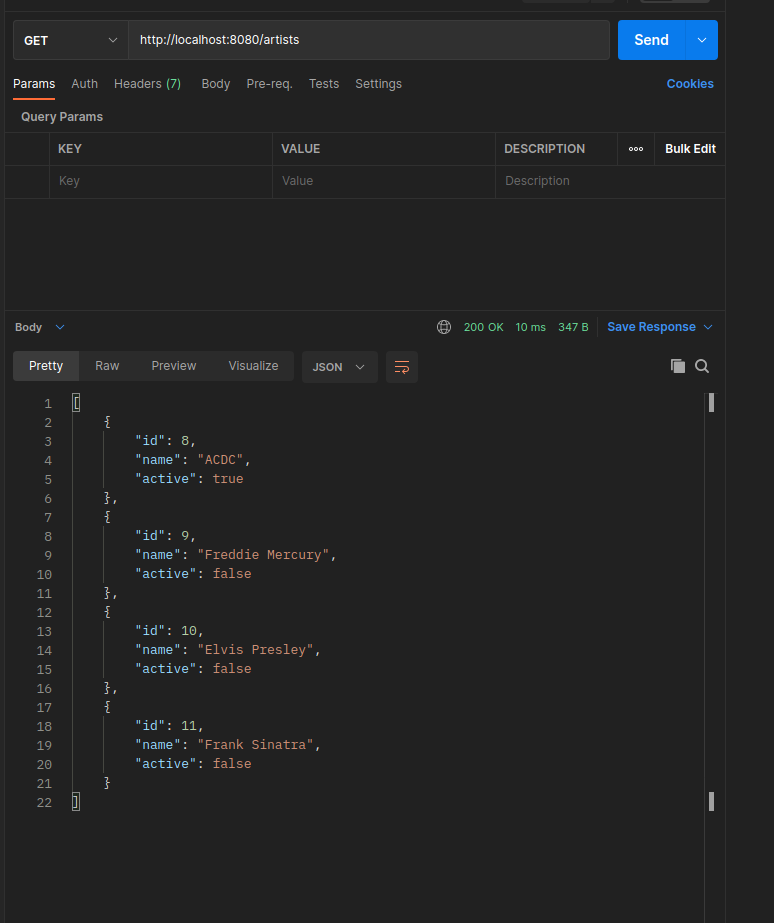 GET http://localhost:8080/artists Send
Params Auth Headers (7) Body Pre-req. Tests Settings Cookies
Query Params
KEY VALUE DESCRIPTION ooo Bulk Edit
Key Value Description
Body 200 OK 10 ms 347 B Save Response
Pretty Raw Preview Visualize JSON
1 [
2 {
3 "id": 8,
4 "name": "ACDC",
5 "active": true
6 },
7 {
8 "id": 9,
9 "name": "Freddie Mercury",
10 "active": false
11 },
12 {
13 "id": 10,
14 "name": "Elvis Presley",
15 "active": false
16 },
17 {
18 "id": 11,
19 "name": "Frank Sinatra",
20 "active": false
21 }
22 ]